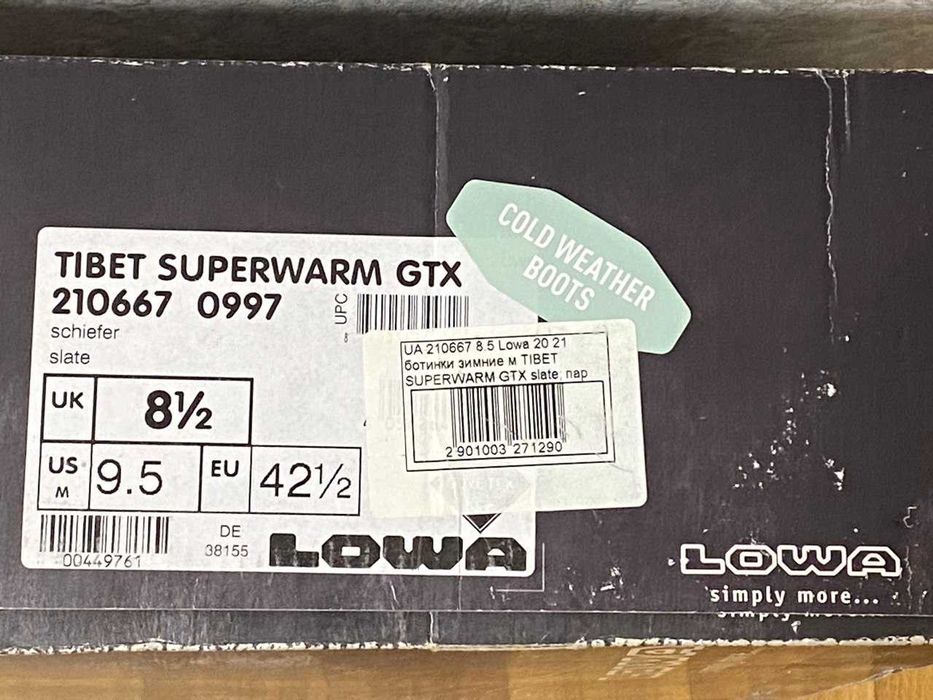 COLD WEATHER
BOOTS
TIBET SUPERWARM GTX
210667 0997
schiefer
slate
UPC
8
UK 8½
US M 9.5 EU 42½
00449761
DE
38155
LOWA
UA 210667 8.5 Lowa 20 21
ботинки зимние м TIBET
SUPERWARM GTX slate, пар
2 901003 271290
LOWA
simply more...